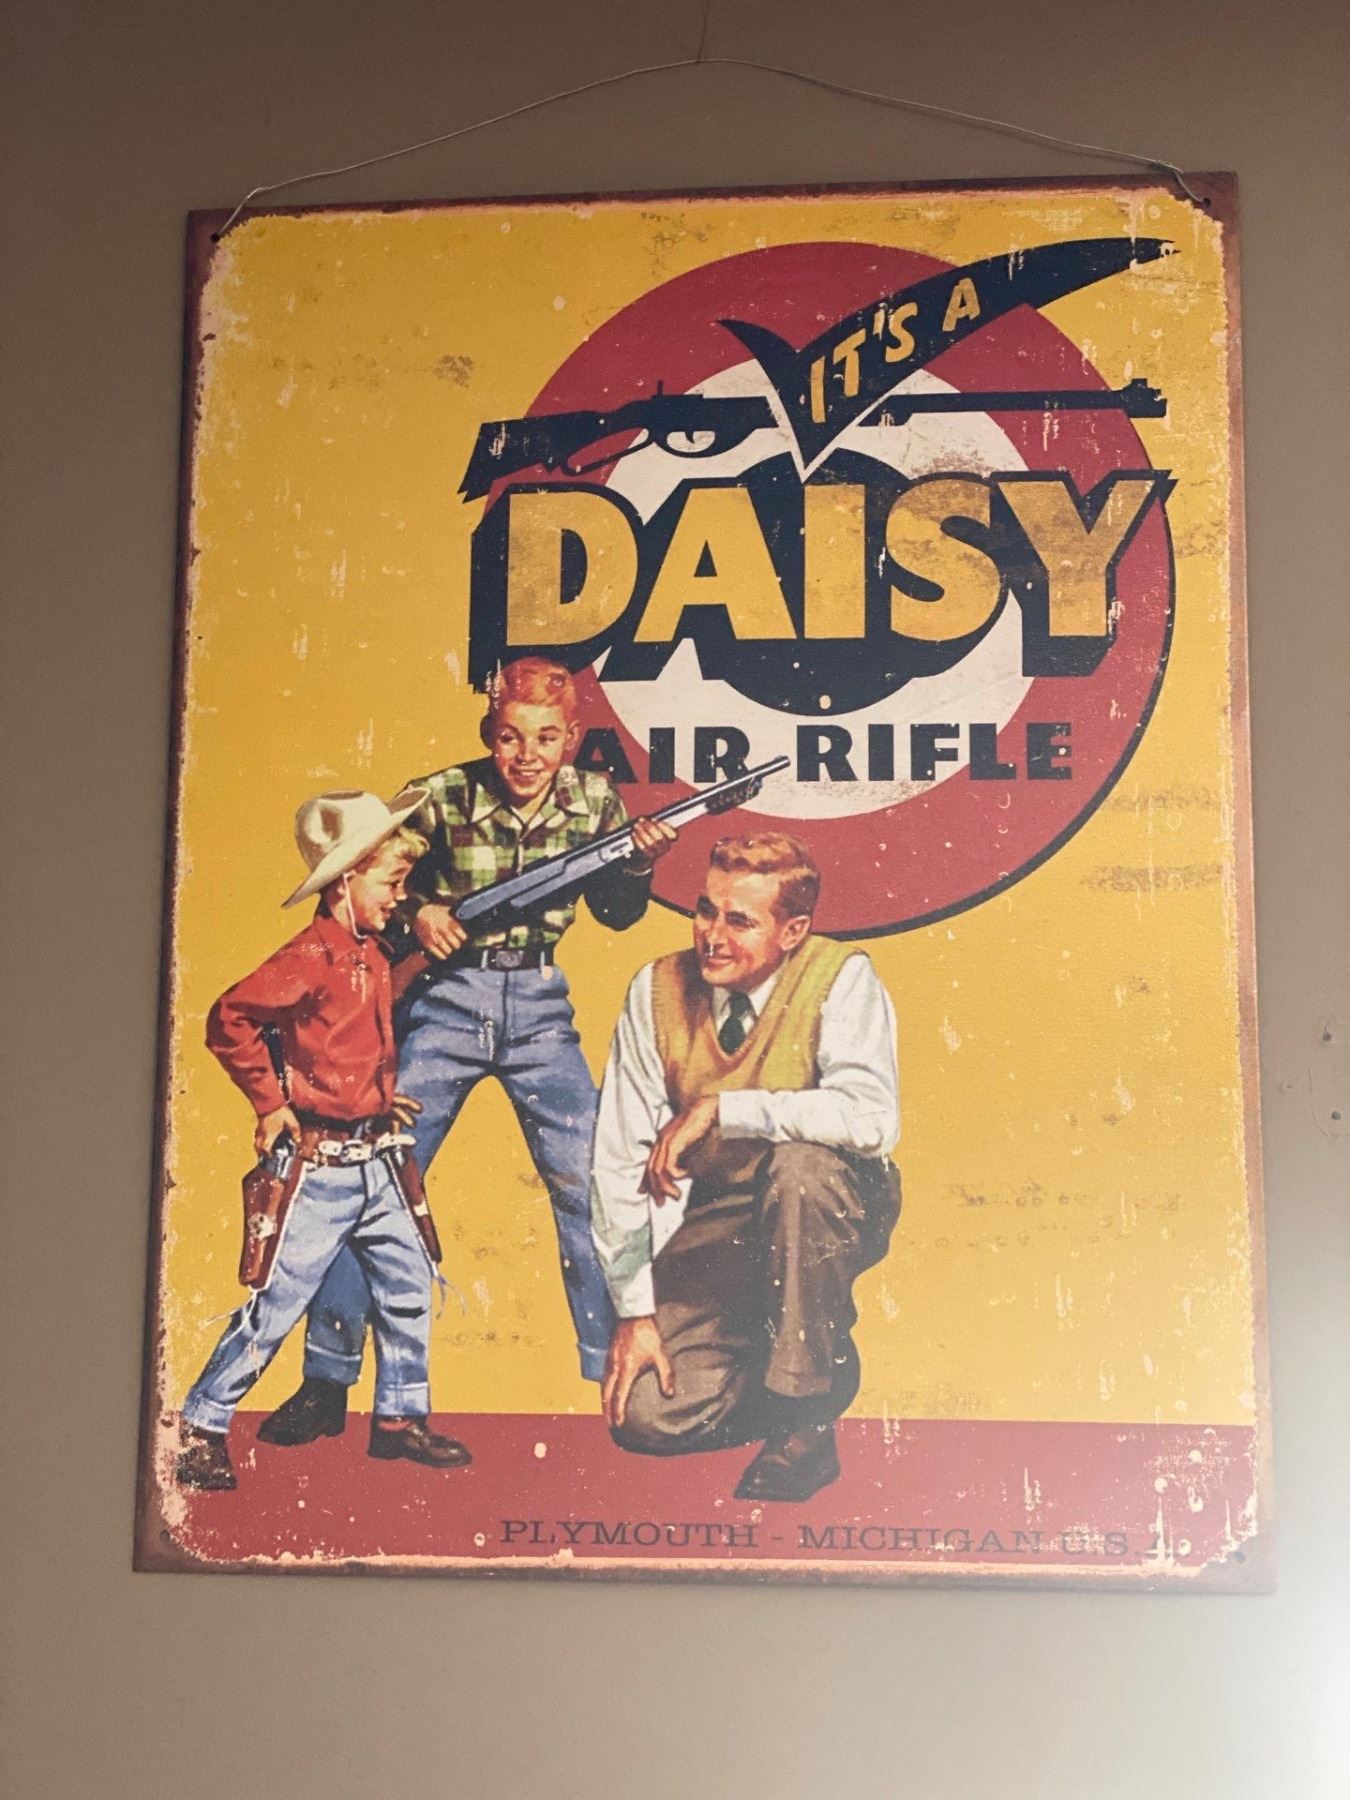 IT'S A
DAISY
AIR RIFLE
PLYMOUTH - MICHIGAN U.S.A.